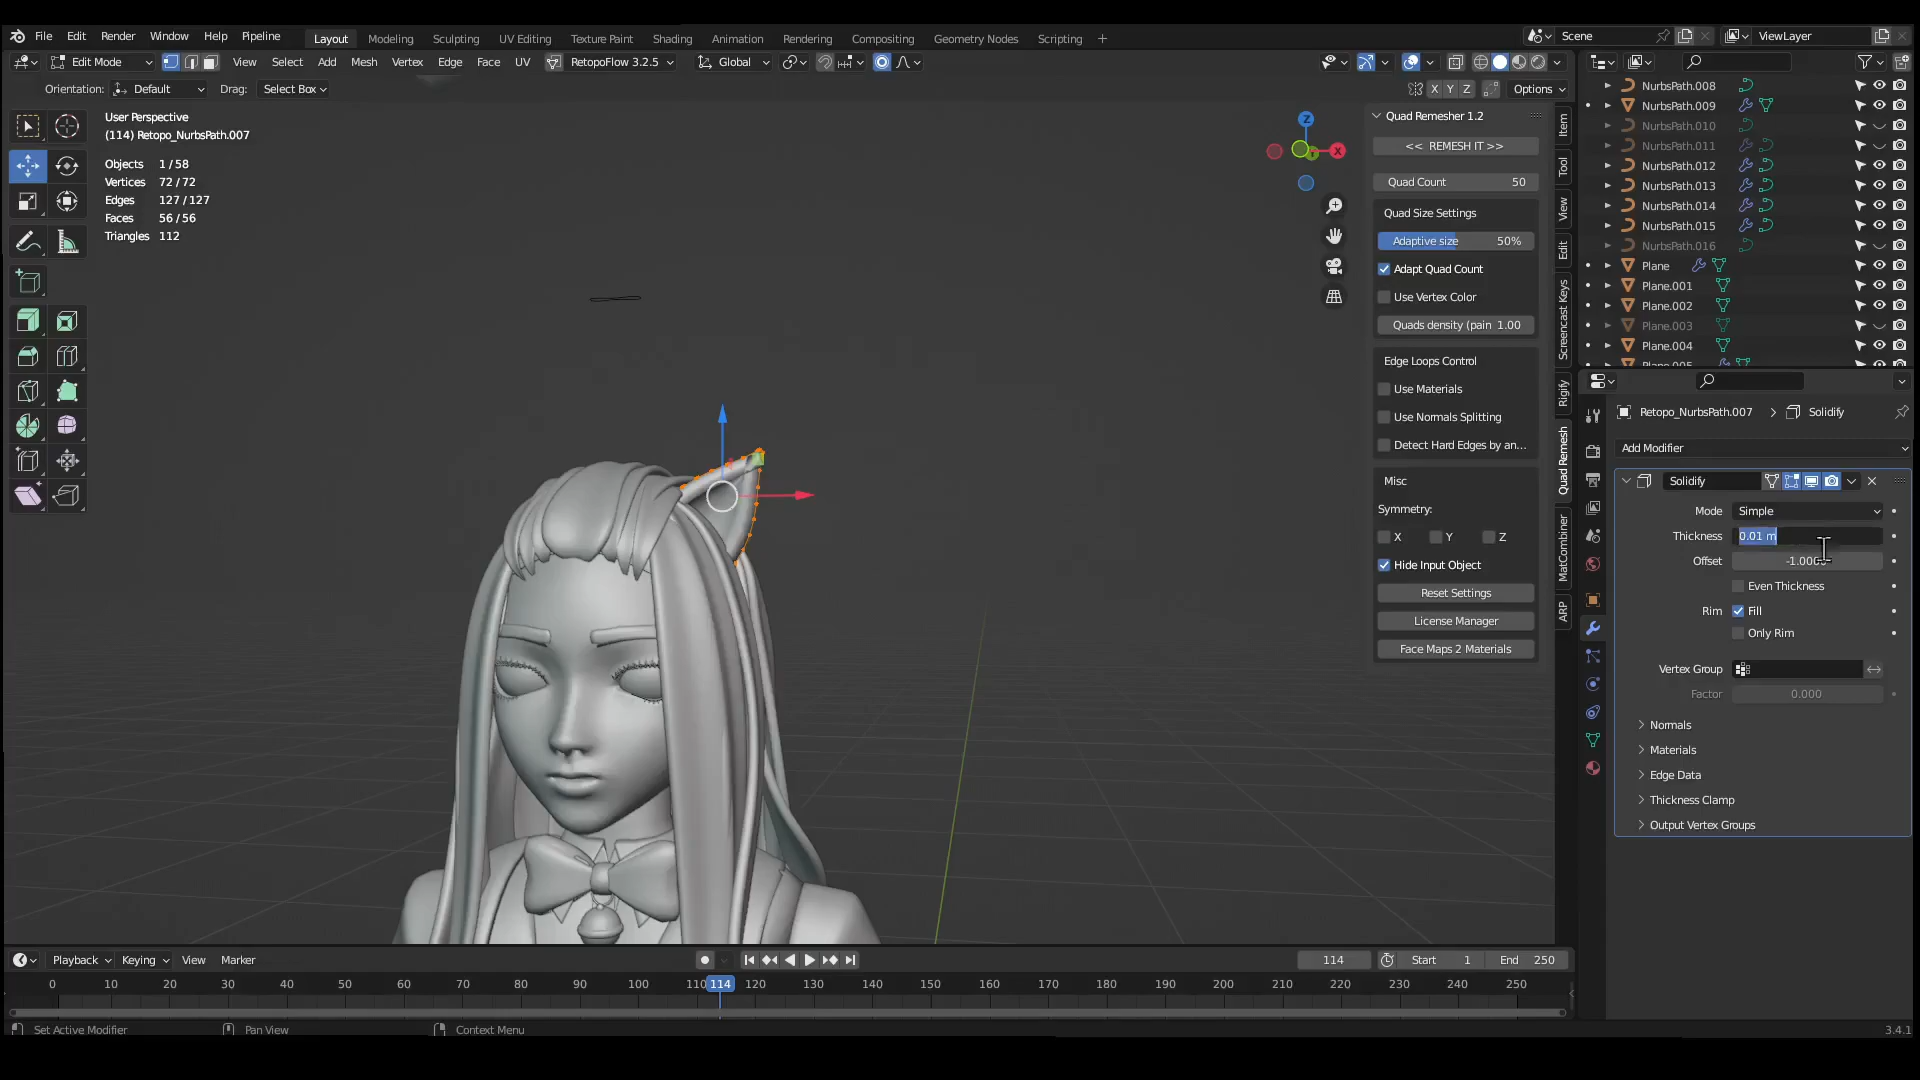 File Edit Render Window Help Pipeline Layout Modeling Sculpting UV Editing Texture Paint Shading Animation Rendering Compositing Geometry Nodes Scripting + Scene ViewLayer
Edit Mode View Select Add Mesh Vertex Edge Face UV RetopoFlow 3.2.5 Global
Orientation: Default Drag: Select Box X Y Z Options
User Perspective
(114) Retopo_NurbsPath.007
Objects 1 / 58
Vertices 72 / 72
Edges 127 / 127
Faces 56 / 56
Triangles 112
Z
X
Quad Remesher 1.2
<< REMESH IT >>
Quad Count 50
Quad Size Settings
Adaptive size 50%
Adapt Quad Count
Use Vertex Color
Quads density (pain 1.00
Edge Loops Control
Use Materials
Use Normals Splitting
Detect Hard Edges by an...
Misc
Symmetry:
X Y Z
Hide Input Object
Reset Settings
License Manager
Face Maps 2 Materials
Item
Tool
View
Edit
Screencast Keys
Rigify
Quad Remesh
MatCombiner
ARP
NurbsPath.008
NurbsPath.009
NurbsPath.010
NurbsPath.011
NurbsPath.012
NurbsPath.013
NurbsPath.014
NurbsPath.015
NurbsPath.016
Plane
Plane.001
Plane.002
Plane.003
Plane.004
Plane.005
Retopo_NurbsPath.007 > Solidify
Add Modifier
Solidify
Mode Simple
Thickness 0.01 m
Offset -1.000
Even Thickness
Rim Fill
Only Rim
Vertex Group
Factor 0.000
Normals
Materials
Edge Data
Thickness Clamp
Output Vertex Groups
Playback Keying View Marker 114 Start 1 End 250
0 10 20 30 40 50 60 70 80 90 100 110 114 120 130 140 150 160 170 180 190 200 210 220 230 240 250
Set Active Modifier Pan View Context Menu 3.4.1